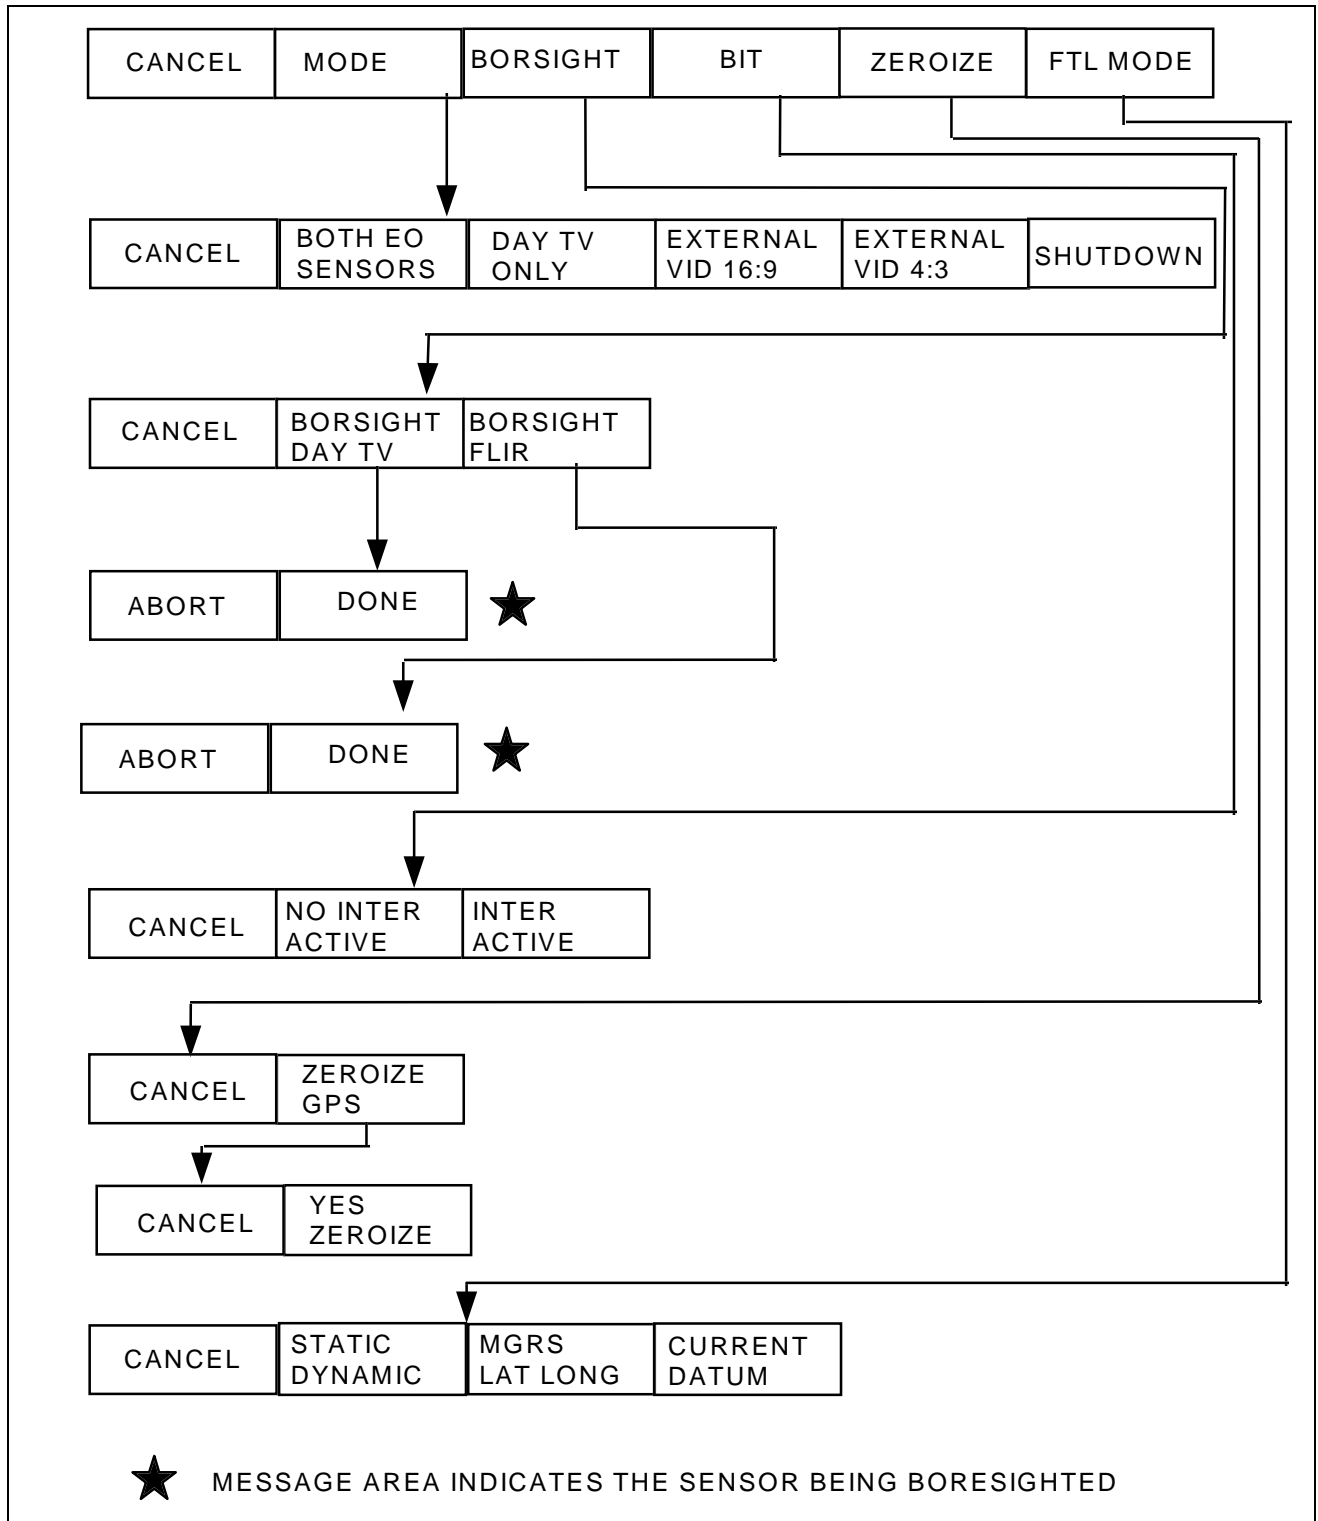 CANCEL MODE BORSIGHT BIT ZEROIZE FTL MODE
CANCEL
BOTH EO
SENSORS
DAY TV
ONLY
EXTERNAL
VID 16:9
EXTERNAL
VID 4:3
SHUTDOWN
CANCEL
BORSIGHT
DAY TV
BORSIGHT
FLIR
ABORT DONE
ABORT DONE
CANCEL
NO INTER
ACTIVE
INTER
ACTIVE
CANCEL
ZEROIZE
GPS
CANCEL
YES
ZEROIZE
CANCEL
STATIC
DYNAMIC
MGRS
LAT LONG
CURRENT
DATUM
MESSAGE AREA INDICATES THE SENSOR BEING BORESIGHTED